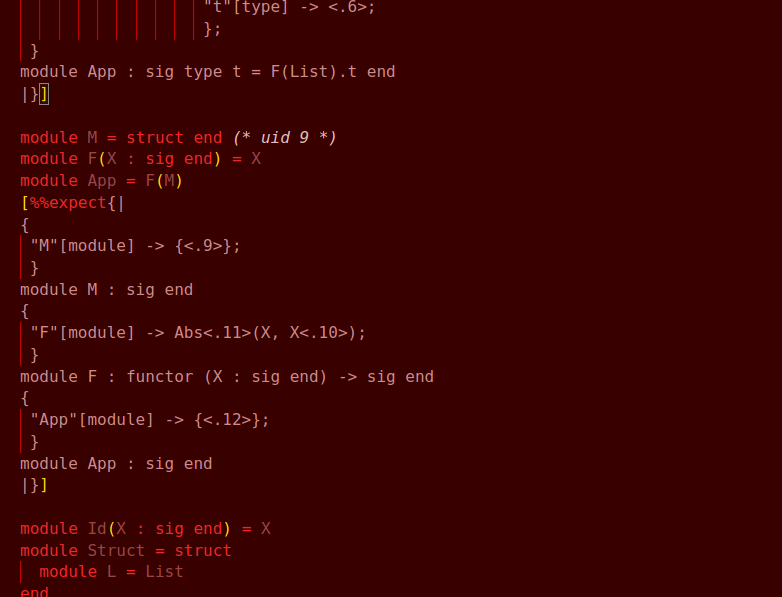 "t"[type] -> <.6>;
};
}
module App : sig type t = F(List).t end
|}]
module M = struct end (* uid 9 *)
module F(X : sig end) = X
module App = F(M)
[%%expect{|
{
"M"[module] -> {<.9>};
}
module M : sig end
{
"F"[module] -> Abs<.11>(X, X<.10>);
}
module F : functor (X : sig end) -> sig end
{
"App"[module] -> {<.12>};
}
module App : sig end
|}]
module Id(X : sig end) = X
module Struct = struct
module L = List
end